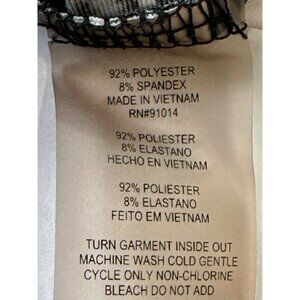 92% POLYESTER
8% SPANDEX
MADE IN VIETNAM
RN#91014
92% POLIESTER
8% ELASTANO
HECHO EN VIETNAM
92% POLIESTER
8% ELASTANO
FEITO EM VIETNAM
TURN GARMENT INSIDE OUT
MACHINE WASH COLD GENTLE
CYCLE ONLY NON-CHLORINE
BLEACH DO NOT ADD